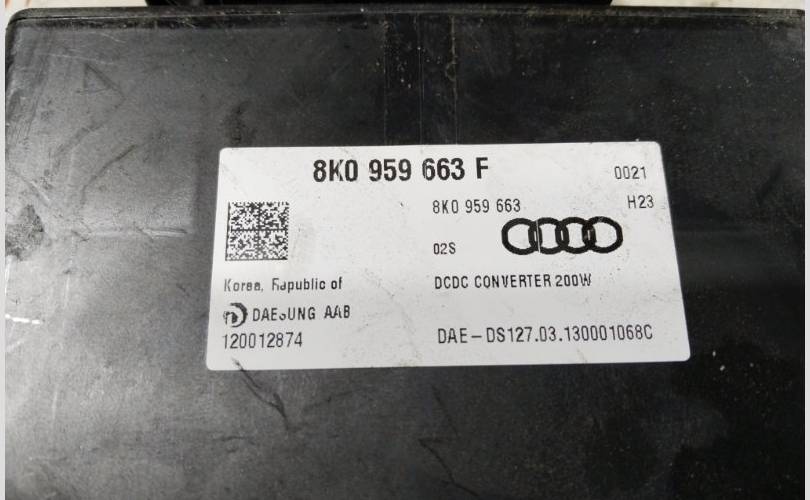 8K0 959 663 F
0021
8K0 959 663
H23
02S
Korea, Republic of
DCDC CONVERTER 200W
DAESUNG AAB
120012874
DAE-DS127.03.130001068C